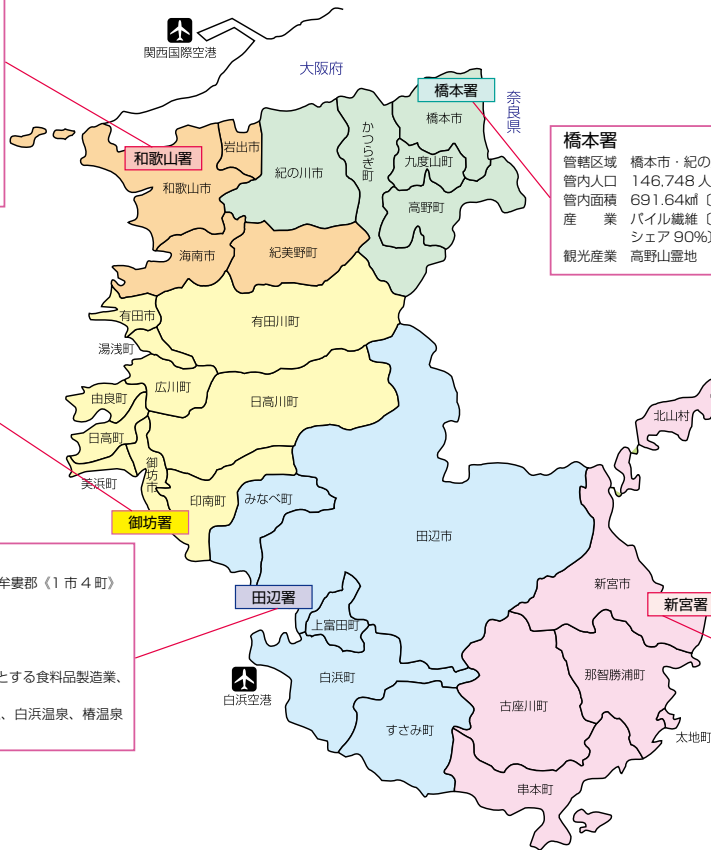 関西国際空港
大阪府
奈良県
橋本署
橋本市
かつらぎ町
九度山町
高野町
紀の川市
岩出市
和歌山署
和歌山市
海南市
紀美野町
橋本署
管轄区域 橋本市・紀の
管内人口 146,748人
管内面積 691.64㎢〔
産業 パイル繊維〔
シェア90%〕
観光産業 高野山霊地
有田市
有田川町
湯浅町
広川町
由良町
日高川町
日高町
御坊市
美浜町
印南町
みなべ町
北山村
御坊署
田辺市
牟婁郡《1市4町》
田辺署
新宮市
新宮署
上富田町
とする食料品製造業、
白浜町
那智勝浦町
白浜空港
古座川町
、白浜温泉、椿温泉
すさみ町
太地町
串本町